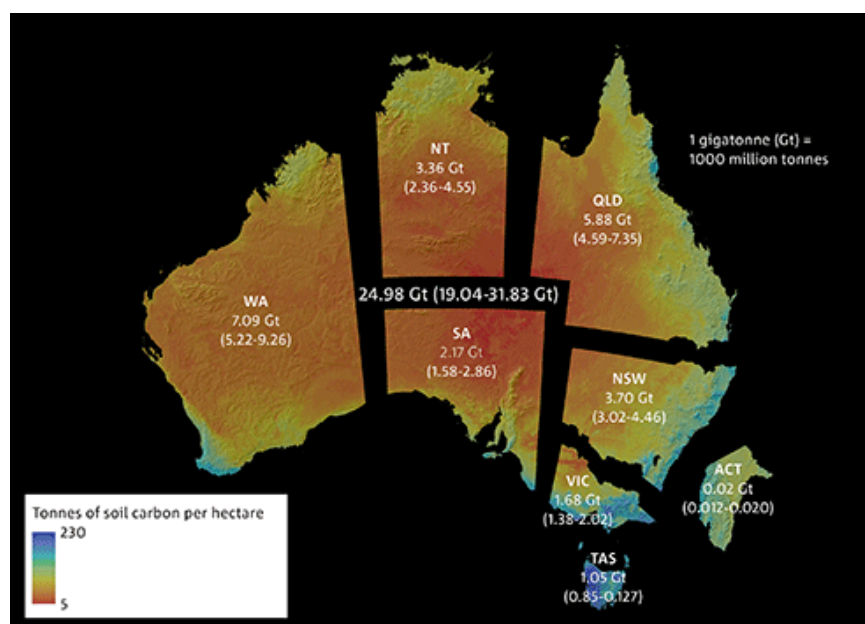 1 gigatonne (Gt) =
1000 million tonnes
NT
3.36 Gt
(2.36-4.55)
QLD
5.88 Gt
(4.59-7.35)
24.98 Gt (19.04-31.83 Gt)
WA
7.09 Gt
(5.22-9.26)
SA
2.17 Gt
(1.58-2.86)
NSW
3.70 Gt
(3.02-4.46)
VIC
1.68 Gt
(1.38-2.02)
ACT
0.02 Gt
(0.012-0.020)
TAS
1.05 Gt
(0.85-0.127)
Tonnes of soil carbon per hectare
230
5